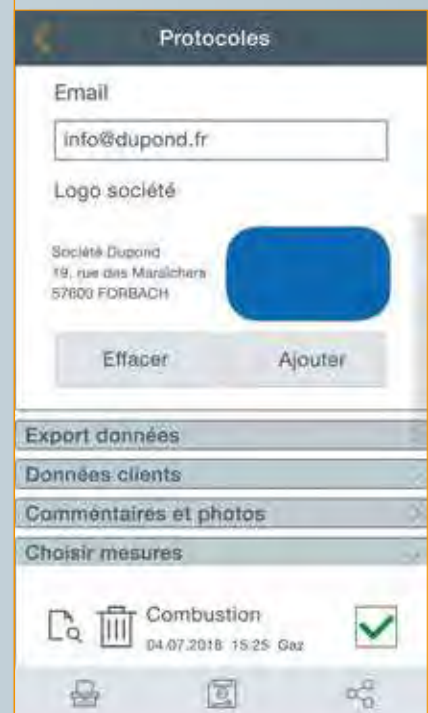 Protocoles
Email
info@dupond.fr
Logo société
Société Dupond
19, rue des Maraîchers
57600 FORBACH
Effacer
Ajouter
Export données
Données clients
Commentaires et photos
Choisir mesures
Combustion
04.07.2018 15:25 Gaz